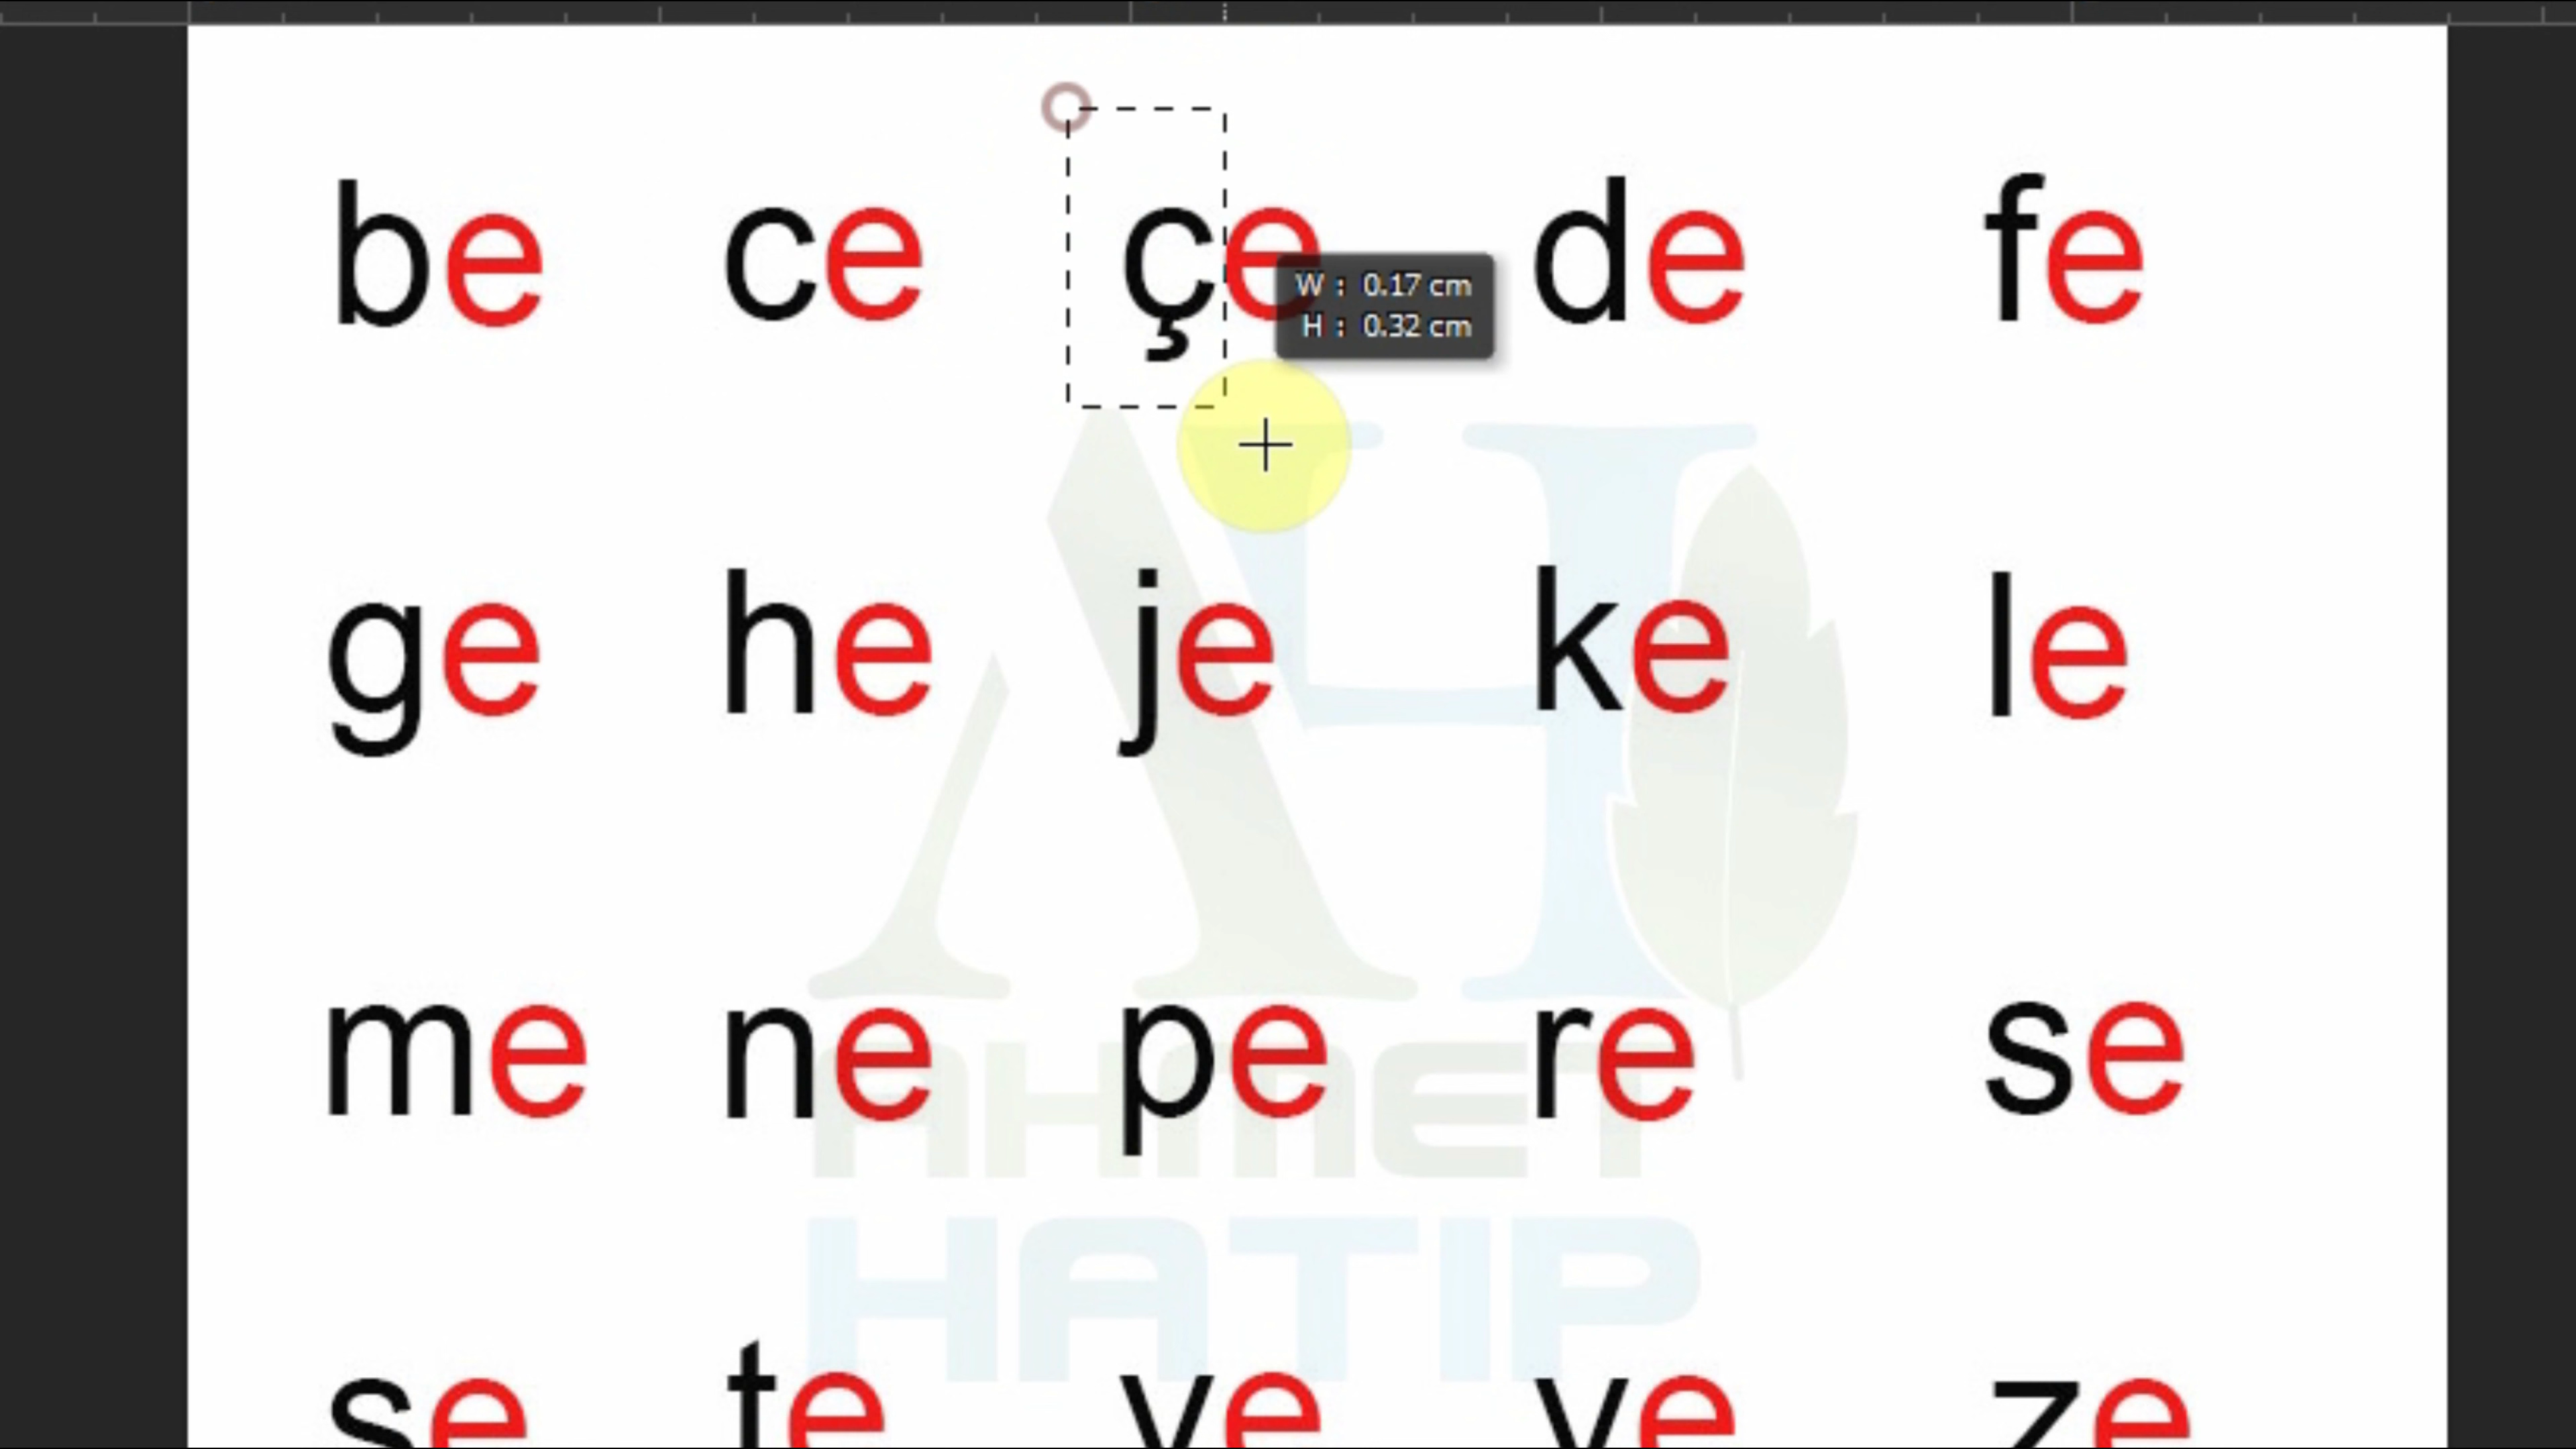 be ce çe de fe
W : 0.17 cm
H : 0.32 cm
ge he je ke le
me ne pe re se
AHMET
HATIP
te